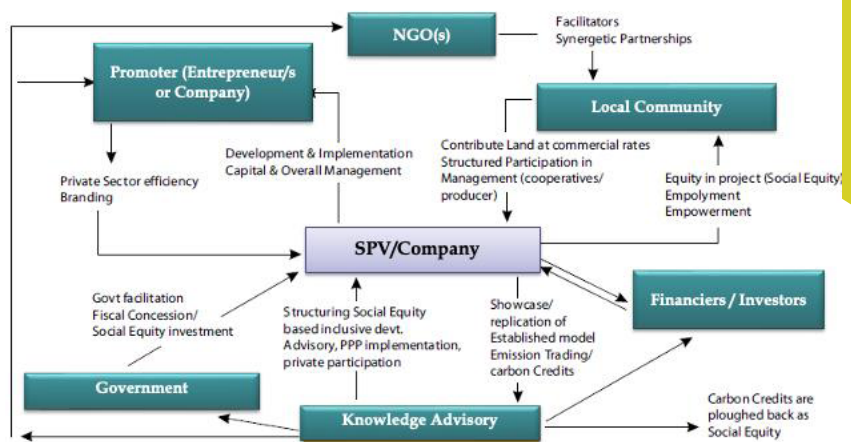 NGO(s)
Facilitators
Synergetic Partnerships
Promoter (Entrepreneur/s
or Company)
Local Community
Development & Implementation
Capital & Overall Management
Contribute Land at commercial rates
Structured Participation in
Management (cooperatives/
producer)
Private Sector efficiency
Branding
Equity in project (Social Equity)
Empolyment
Empowerment
SPV/Company
Govt facilitation
Fiscal Concession/
Social Equity investment
Structuring Social Equity
based inclusive devt.
Advisory, PPP implementation,
private participation
Showcase/
replication of
Established model
Emission Trading/
carbon Credits
Financiers / Investors
Government
Knowledge Advisory
Carbon Credits are
ploughed back as
Social Equity